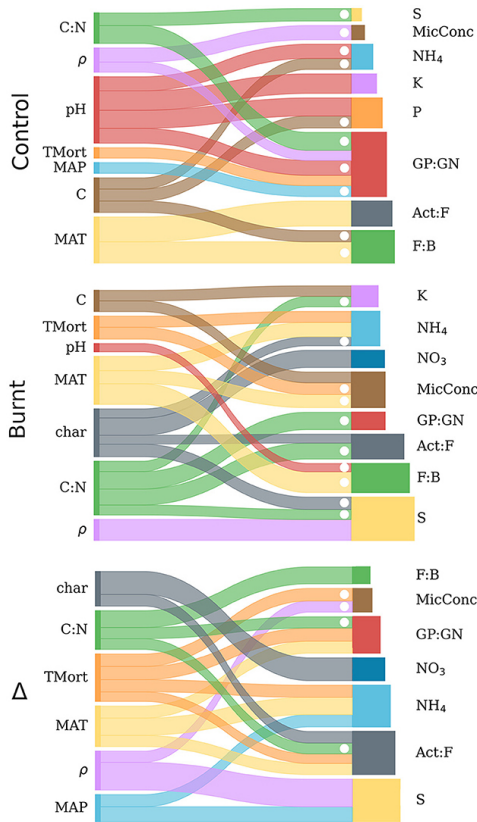 Control
C:N
ρ
pH
TMort
MAP
C
MAT
S
MicConc
NH₄
K
P
GP:GN
Act:F
F:B
Burnt
C
TMort
pH
MAT
char
C:N
ρ
K
NH₄
NO₃
MicConc
GP:GN
Act:F
F:B
S
Δ
char
C:N
TMort
MAT
ρ
MAP
F:B
MicConc
GP:GN
NO₃
NH₄
Act:F
S